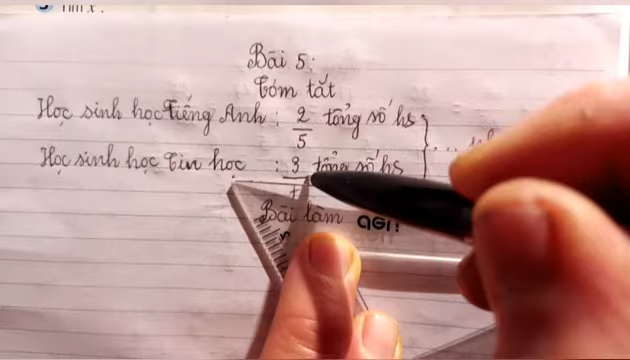 Bài 5:
Tóm tắt
Học sinh học Tiếng Anh : 2/5 tổng số hs
Học sinh học Tin học : 3/7 tổng số hs
Bài làm